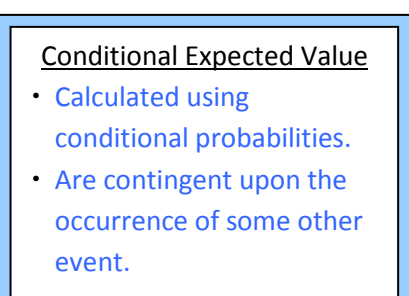 Conditional Expected Value
• Calculated using
conditional probabilities.
• Are contingent upon the
occurrence of some other
event.